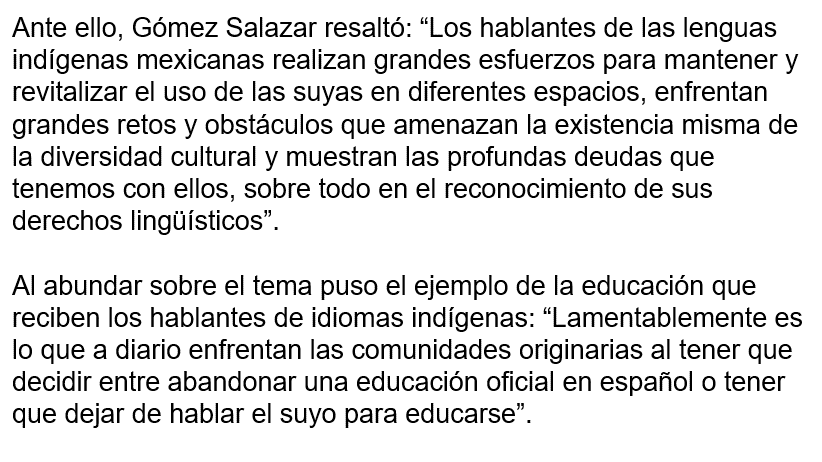 Ante ello, Gómez Salazar resaltó: “Los hablantes de las lenguas
indígenas mexicanas realizan grandes esfuerzos para mantener y
revitalizar el uso de las suyas en diferentes espacios, enfrentan
grandes retos y obstáculos que amenazan la existencia misma de
la diversidad cultural y muestran las profundas deudas que
tenemos con ellos, sobre todo en el reconocimiento de sus
derechos lingüísticos”.
Al abundar sobre el tema puso el ejemplo de la educación que
reciben los hablantes de idiomas indígenas: “Lamentablemente es
lo que a diario enfrentan las comunidades originarias al tener que
decidir entre abandonar una educación oficial en español o tener
que dejar de hablar el suyo para educarse”.